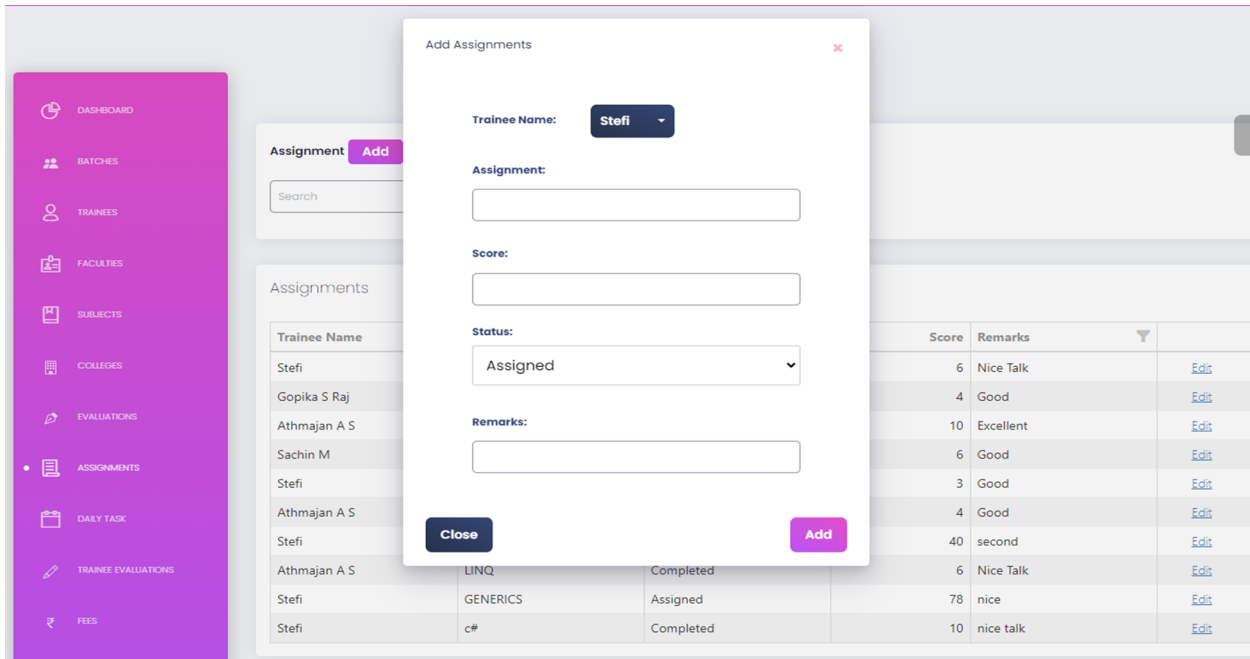 Add Assignments
×
Trainee Name: Stefi
Assignment:
Score:
Status:
Assigned
Remarks:
Close Add
DASHBOARD
BATCHES
TRAINEES
FACULTIES
SUBJECTS
COLLEGES
EVALUATIONS
ASSIGNMENTS
DAILY TASK
TRAINEE EVALUATIONS
₹ FEES
Assignment Add
Search
Assignments
Trainee Name Score Remarks
Stefi 6 Nice Talk Edit
Gopika S Raj 4 Good Edit
Athmajan A S 10 Excellent Edit
Sachin M 6 Good Edit
Stefi 3 Good Edit
Athmajan A S 4 Good Edit
Stefi 40 second Edit
Athmajan A S LINQ Completed 6 Nice Talk Edit
Stefi GENERICS Assigned 78 nice Edit
Stefi c# Completed 10 nice talk Edit